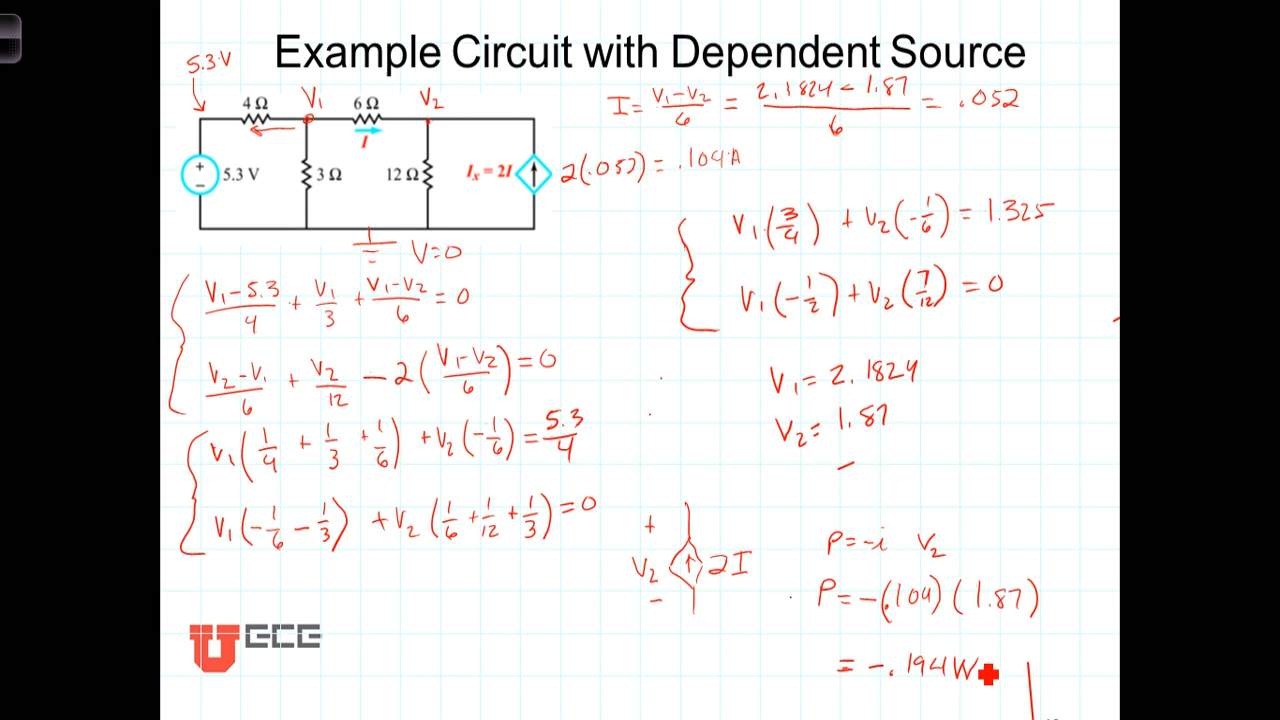 Example Circuit with Dependent Source
5.3V
4 Ω V₁ 6 Ω V₂
I
5.3 V 3 Ω 12 Ω Iₓ = 2I
+
−
V=0
I = (V₁-V₂)/6 = (2.1824 - 1.87)/6 = .052
2(.052) = .104A
V₁(3/4) + V₂(-1/6) = 1.325
V₁(-1/2) + V₂(7/12) = 0
V₁ = 2.1824
V₂ = 1.87
(V₁-5.3)/4 + V₁/3 + (V₁-V₂)/6 = 0
(V₂-V₁)/6 + V₂/12 - 2((V₁-V₂)/6) = 0
V₁(1/4 + 1/3 + 1/6) + V₂(-1/6) = 5.3/4
V₁(-1/6 - 1/3) + V₂(1/6 + 1/12 + 1/3) = 0
+
V₂ 2I
−
P = -i V₂
P = -(.104)(1.87)
= -.194W
U ECE